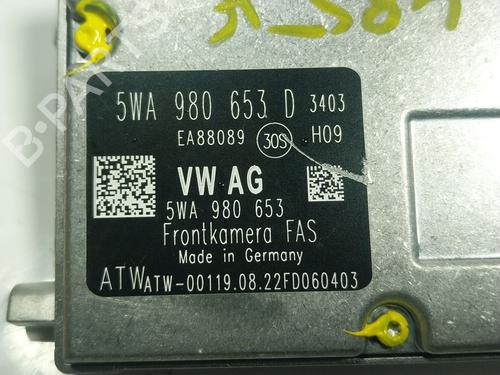 5WA 980 653 D 3403
EA88089 30S H09
VW AG
5WA 980 653
Frontkamera FAS
Made in Germany
ATW ATW-00119.08.22FD060403
B-PARTS